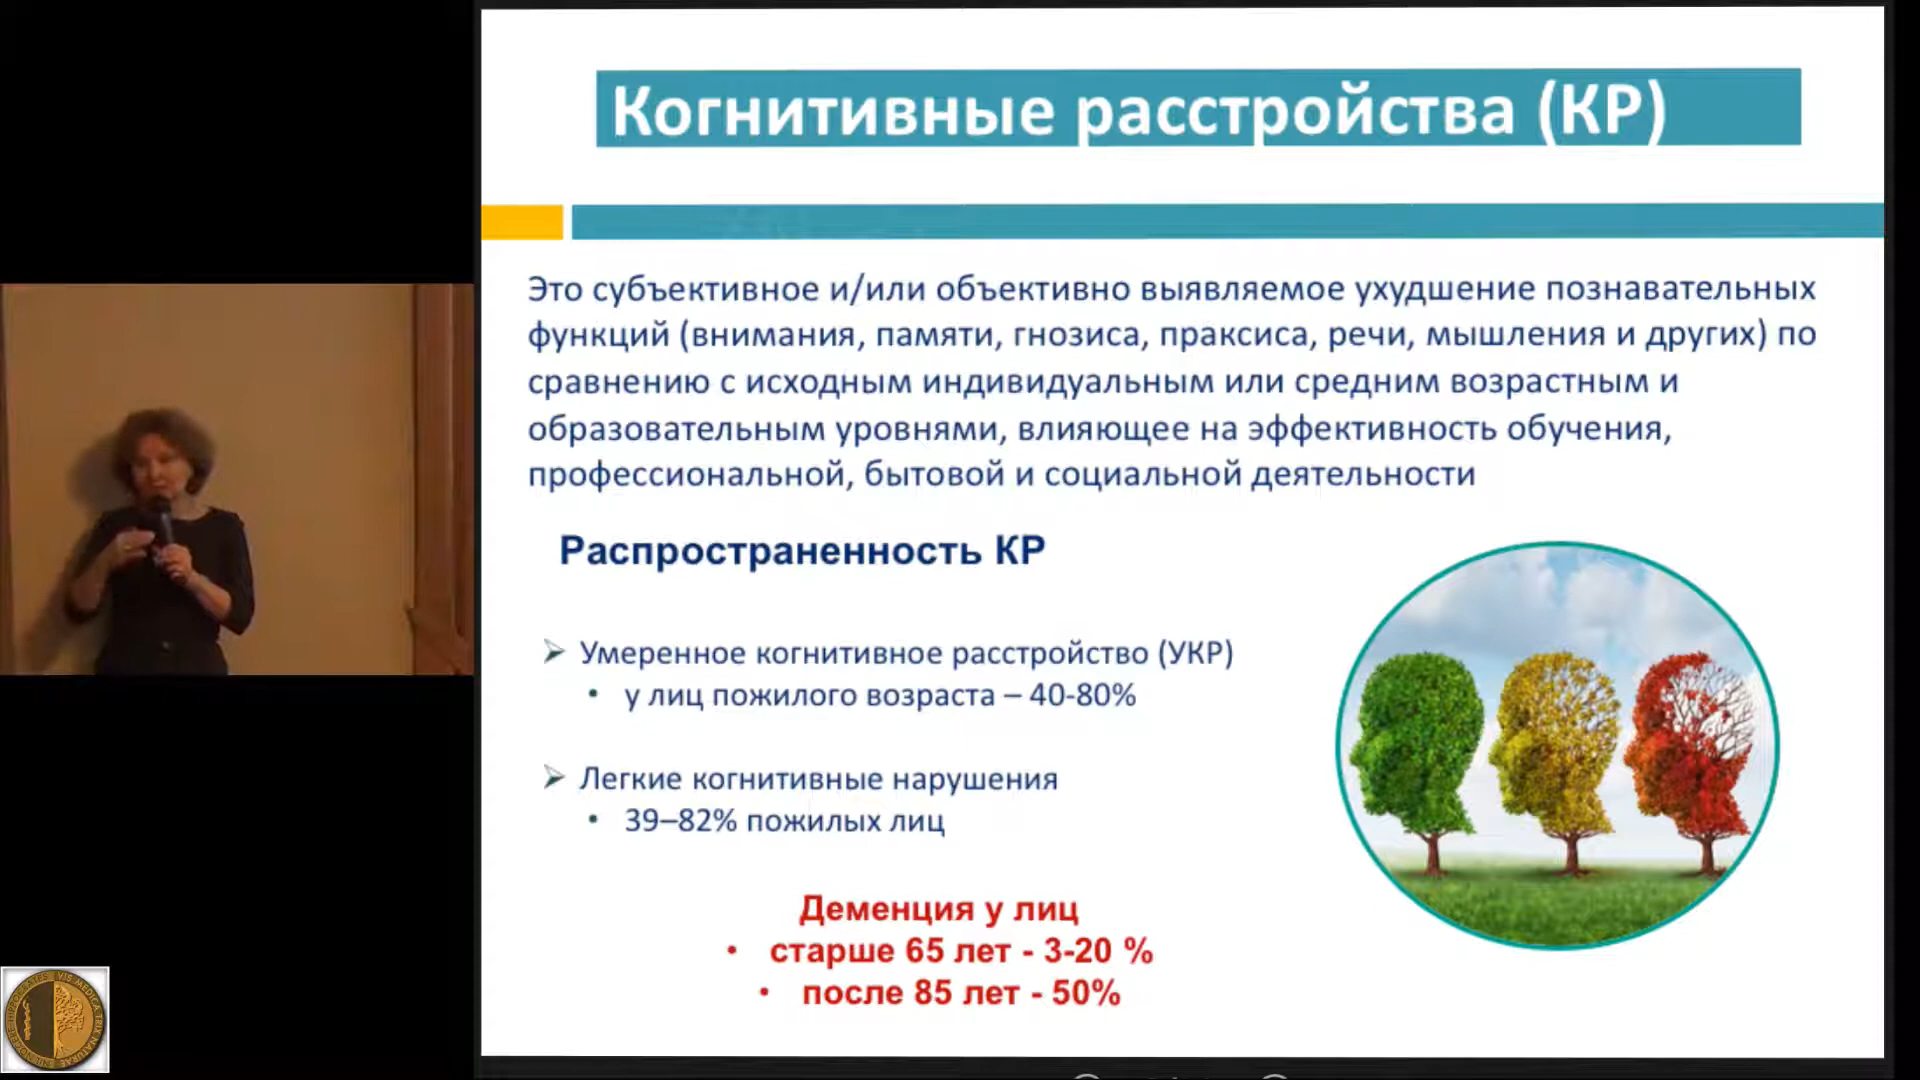 Когнитивные расстройства (КР)
Это субъективное и/или объективно выявляемое ухудшение познавательных
функций (внимания, памяти, гнозиса, праксиса, речи, мышления и других) по
сравнению с исходным индивидуальным или средним возрастным и
образовательным уровнями, влияющее на эффективность обучения,
профессиональной, бытовой и социальной деятельности
Распространенность КР
➢ Умеренное когнитивное расстройство (УКР)
• у лиц пожилого возраста – 40-80%
➢ Легкие когнитивные нарушения
• 39–82% пожилых лиц
Деменция у лиц
• старше 65 лет - 3-20 %
• после 85 лет - 50%